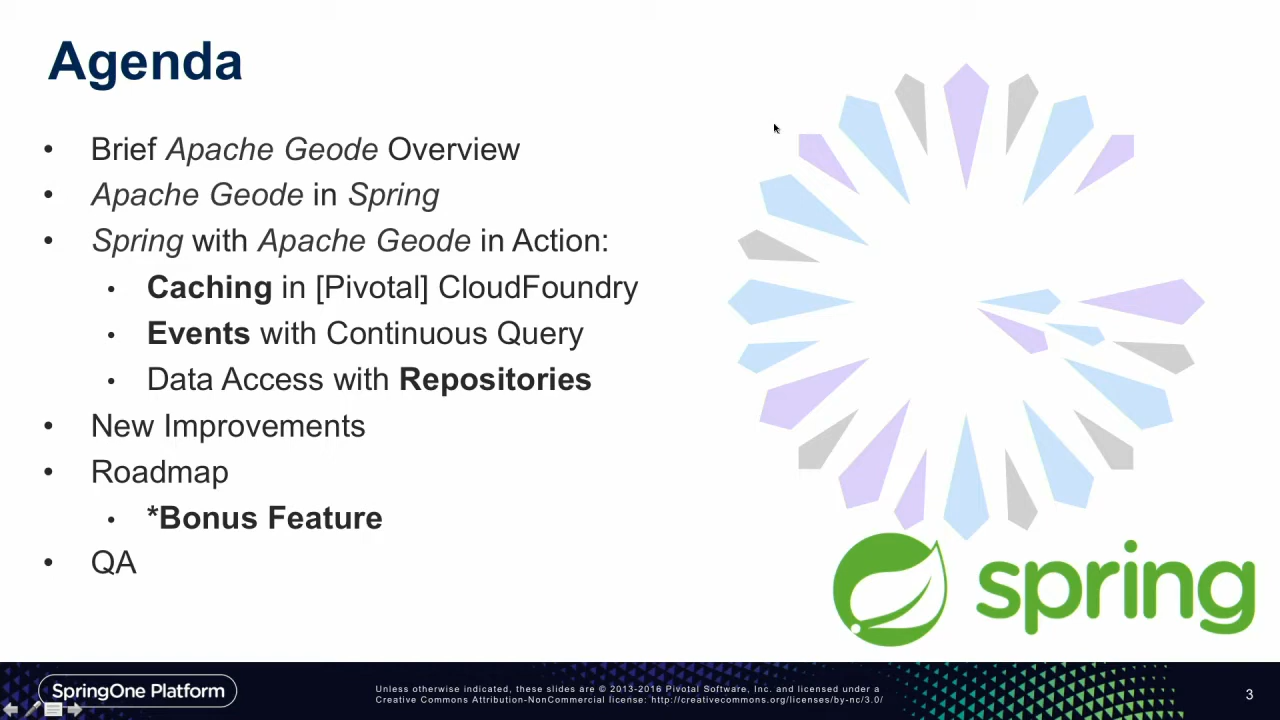 Agenda
• Brief Apache Geode Overview
• Apache Geode in Spring
• Spring with Apache Geode in Action:
• Caching in [Pivotal] CloudFoundry
• Events with Continuous Query
• Data Access with Repositories
• New Improvements
• Roadmap
• *Bonus Feature
• QA
spring
SpringOne Platform
Unless otherwise indicated, these slides are © 2013-2016 Pivotal Software, Inc. and licensed under a
Creative Commons Attribution-NonCommercial license: http://creativecommons.org/licenses/by-nc/3.0/
3